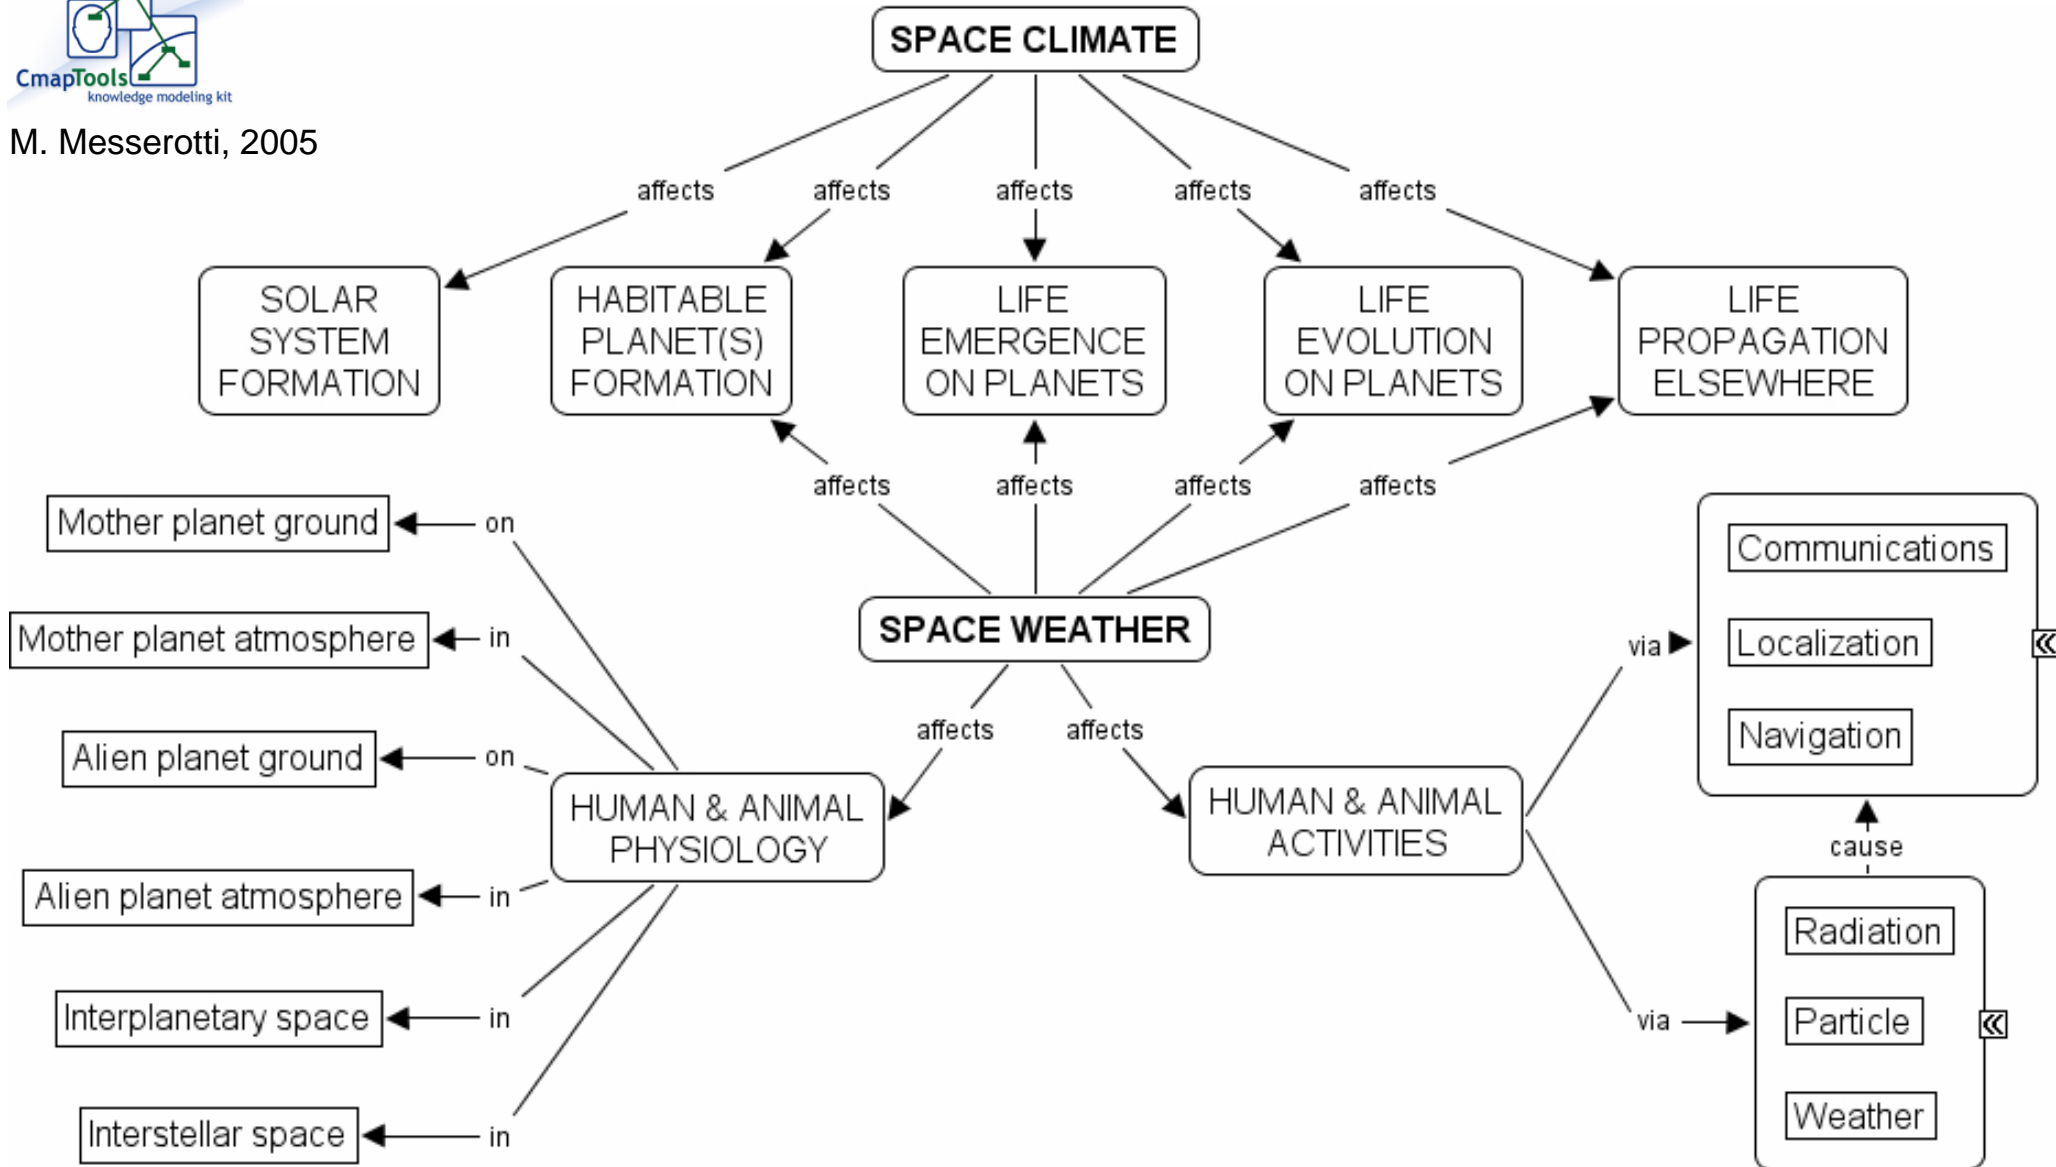 SPACE CLIMATE
CmapTools
knowledge modeling kit
M. Messerotti, 2005
affects
affects
affects
affects
affects
SOLAR
SYSTEM
FORMATION
HABITABLE
PLANET(S)
FORMATION
LIFE
EMERGENCE
ON PLANETS
LIFE
EVOLUTION
ON PLANETS
LIFE
PROPAGATION
ELSEWHERE
affects
affects
affects
affects
SPACE WEATHER
affects
affects
Mother planet ground
on
Mother planet atmosphere
in
Alien planet ground
on
Alien planet atmosphere
in
Interplanetary space
in
Interstellar space
in
HUMAN & ANIMAL
PHYSIOLOGY
HUMAN & ANIMAL
ACTIVITIES
via
Communications
Localization
Navigation
«
cause
via
Radiation
Particle
Weather
«